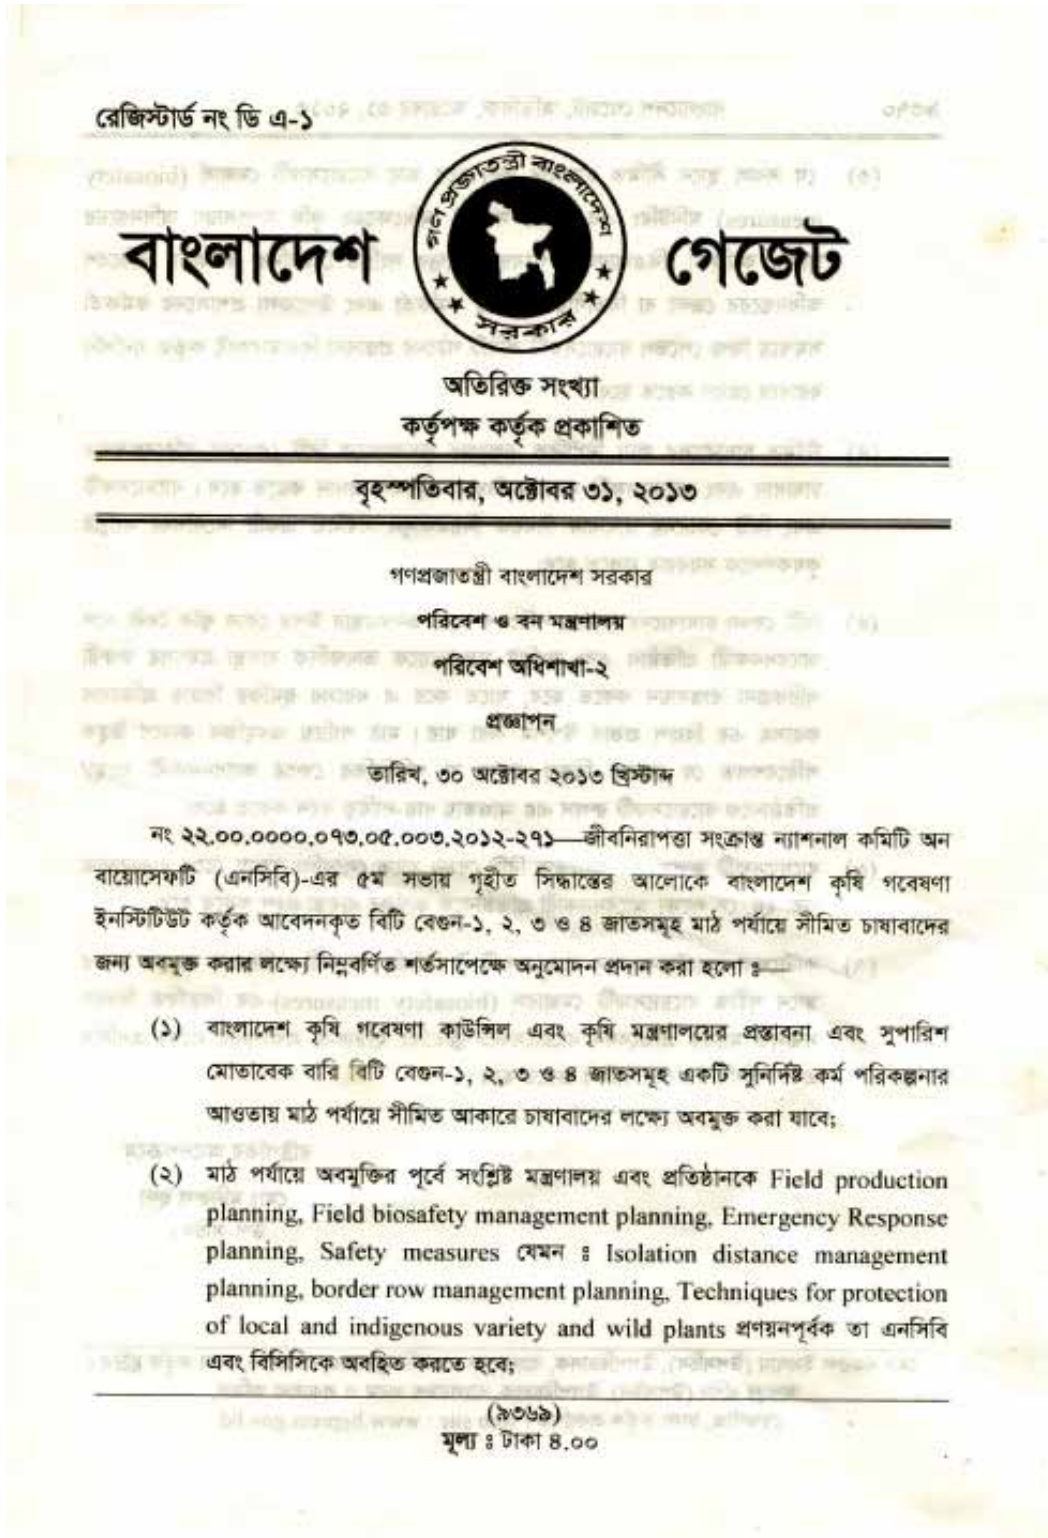 রেজিস্টার্ড নং ডি এ-১
গণপ্রজাতন্ত্রী বাংলাদেশ
সরকার
বাংলাদেশ গেজেট
অতিরিক্ত সংখ্যা
কর্তৃপক্ষ কর্তৃক প্রকাশিত
বৃহস্পতিবার, অক্টোবর ৩১, ২০১৩
গণপ্রজাতন্ত্রী বাংলাদেশ সরকার
পরিবেশ ও বন মন্ত্রণালয়
পরিবেশ অধিশাখা-২
প্রজ্ঞাপন
তারিখ, ৩০ অক্টোবর ২০১৩ খ্রিস্টাব্দ
নং ২২.০০.০০০০.০৭৩.০৫.০০৩.২০১২-২৭১—জীবনিরাপত্তা সংক্রান্ত ন্যাশনাল কমিটি অন
বায়োসেফটি (এনসিবি)-এর ৫ম সভায় গৃহীত সিদ্ধান্তের আলোকে বাংলাদেশ কৃষি গবেষণা
ইনস্টিটিউট কর্তৃক আবেদনকৃত বিটি বেগুন-১, ২, ৩ ও ৪ জাতসমূহ মাঠ পর্যায়ে সীমিত চাষাবাদের
জন্য অবমুক্ত করার লক্ষ্যে নিম্নবর্ণিত শর্তসাপেক্ষে অনুমোদন প্রদান করা হলো ঃ—
(১) বাংলাদেশ কৃষি গবেষণা কাউন্সিল এবং কৃষি মন্ত্রণালয়ের প্রস্তাবনা এবং সুপারিশ
মোতাবেক বারি বিটি বেগুন-১, ২, ৩ ও ৪ জাতসমূহ একটি সুনির্দিষ্ট কর্ম পরিকল্পনার
আওতায় মাঠ পর্যায়ে সীমিত আকারে চাষাবাদের লক্ষ্যে অবমুক্ত করা যাবে;
(২) মাঠ পর্যায়ে অবমুক্তির পূর্বে সংশ্লিষ্ট মন্ত্রণালয় এবং প্রতিষ্ঠানকে Field production
planning, Field biosafety management planning, Emergency Response
planning, Safety measures যেমন ঃ Isolation distance management
planning, border row management planning, Techniques for protection
of local and indigenous variety and wild plants প্রণয়নপূর্বক তা এনসিবি
এবং বিসিসিকে অবহিত করতে হবে;
(৯৩৬৯)
মূল্য ঃ টাকা ৪.০০